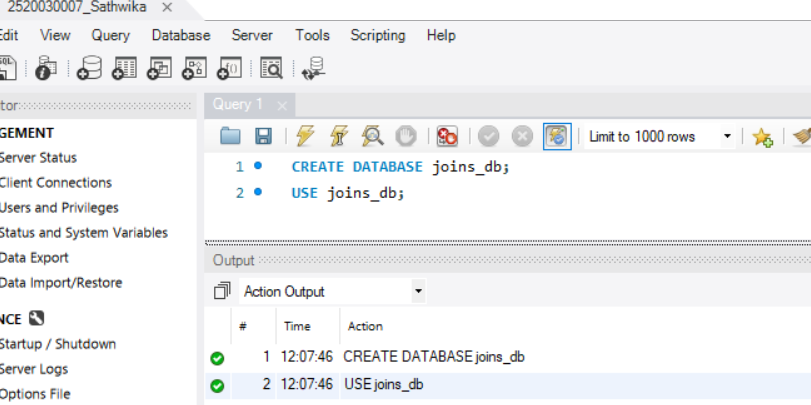 2520030007_Sathwika ×
Edit View Query Database Server Tools Scripting Help
Query 1 ×
GEMENT
Server Status
Client Connections
Users and Privileges
Status and System Variables
Data Export
Data Import/Restore
NCE
Startup / Shutdown
Server Logs
Options File
Limit to 1000 rows
1 CREATE DATABASE joins_db;
2 USE joins_db;
Output
Action Output
# Time Action
1 12:07:46 CREATE DATABASE joins_db
2 12:07:46 USE joins_db